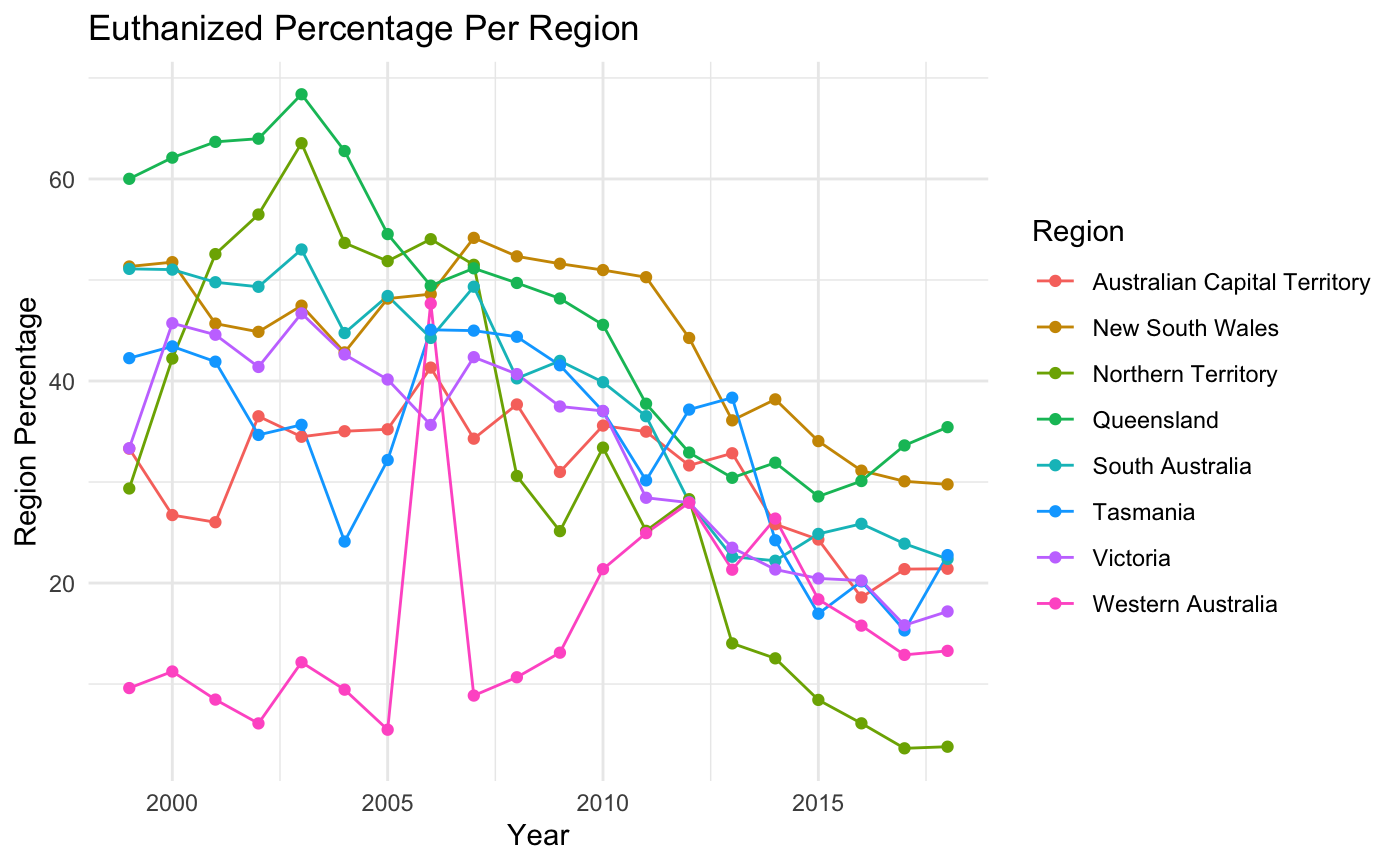 Euthanized Percentage Per Region
60
40
20
Region Percentage
2000 2005 2010 2015
Year
Region
Australian Capital Territory
New South Wales
Northern Territory
Queensland
South Australia
Tasmania
Victoria
Western Australia